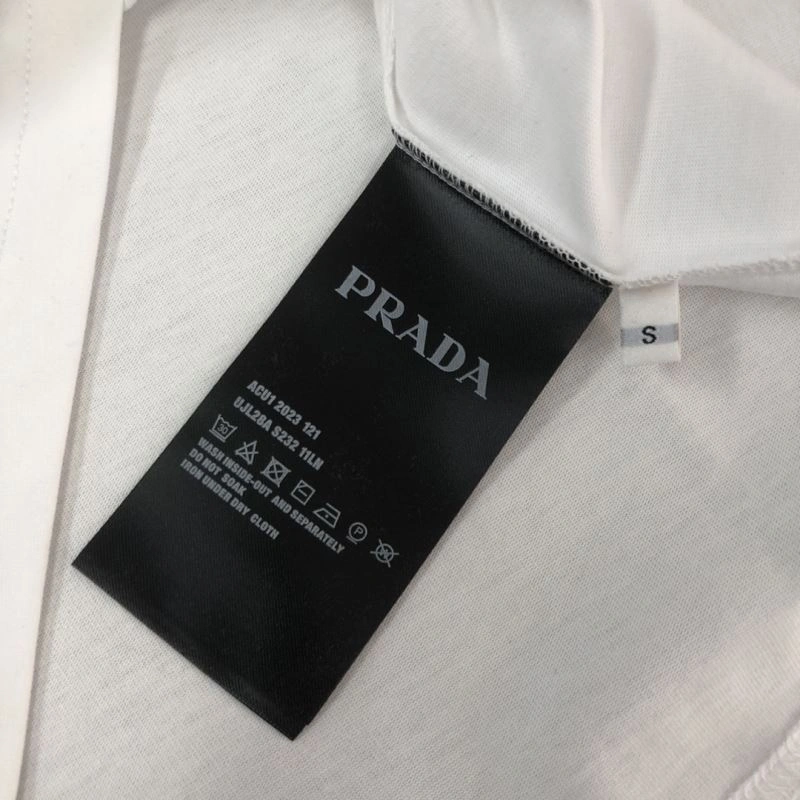 PRADA
S
ACU1 2023 121
UJL28A S232 11LN
30
P
W
WASH INSIDE-OUT AND SEPARATELY
DO NOT SOAK
IRON UNDER DRY CLOTH